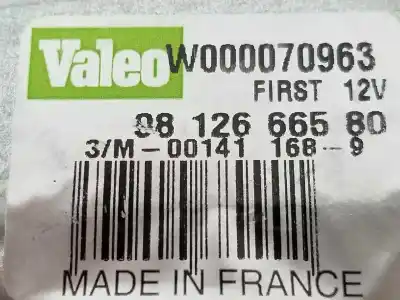 Valeo W000070963
FIRST 12V
98 126 665 80
3/M-00141 168-9
MADE IN FRANCE